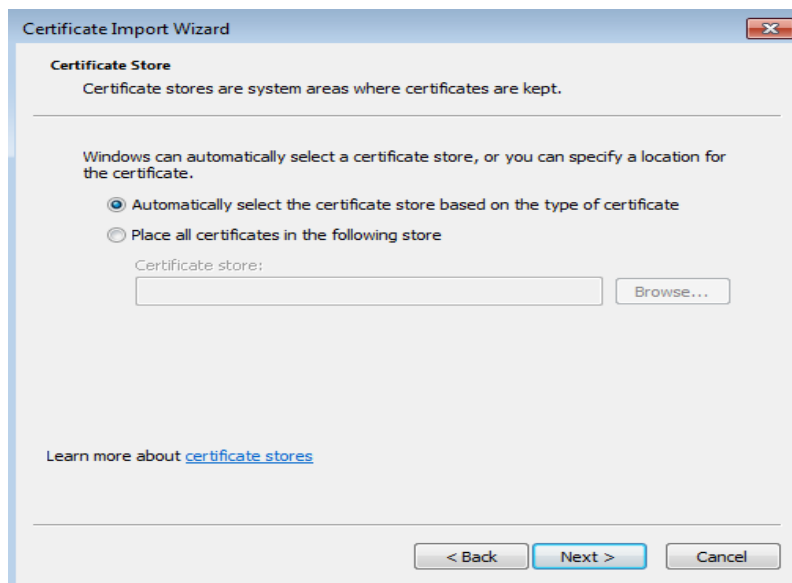 Certificate Import Wizard
Certificate Store
Certificate stores are system areas where certificates are kept.
Windows can automatically select a certificate store, or you can specify a location for
the certificate.
Automatically select the certificate store based on the type of certificate
Place all certificates in the following store
Certificate store:
Browse...
Learn more about certificate stores
< Back Next > Cancel